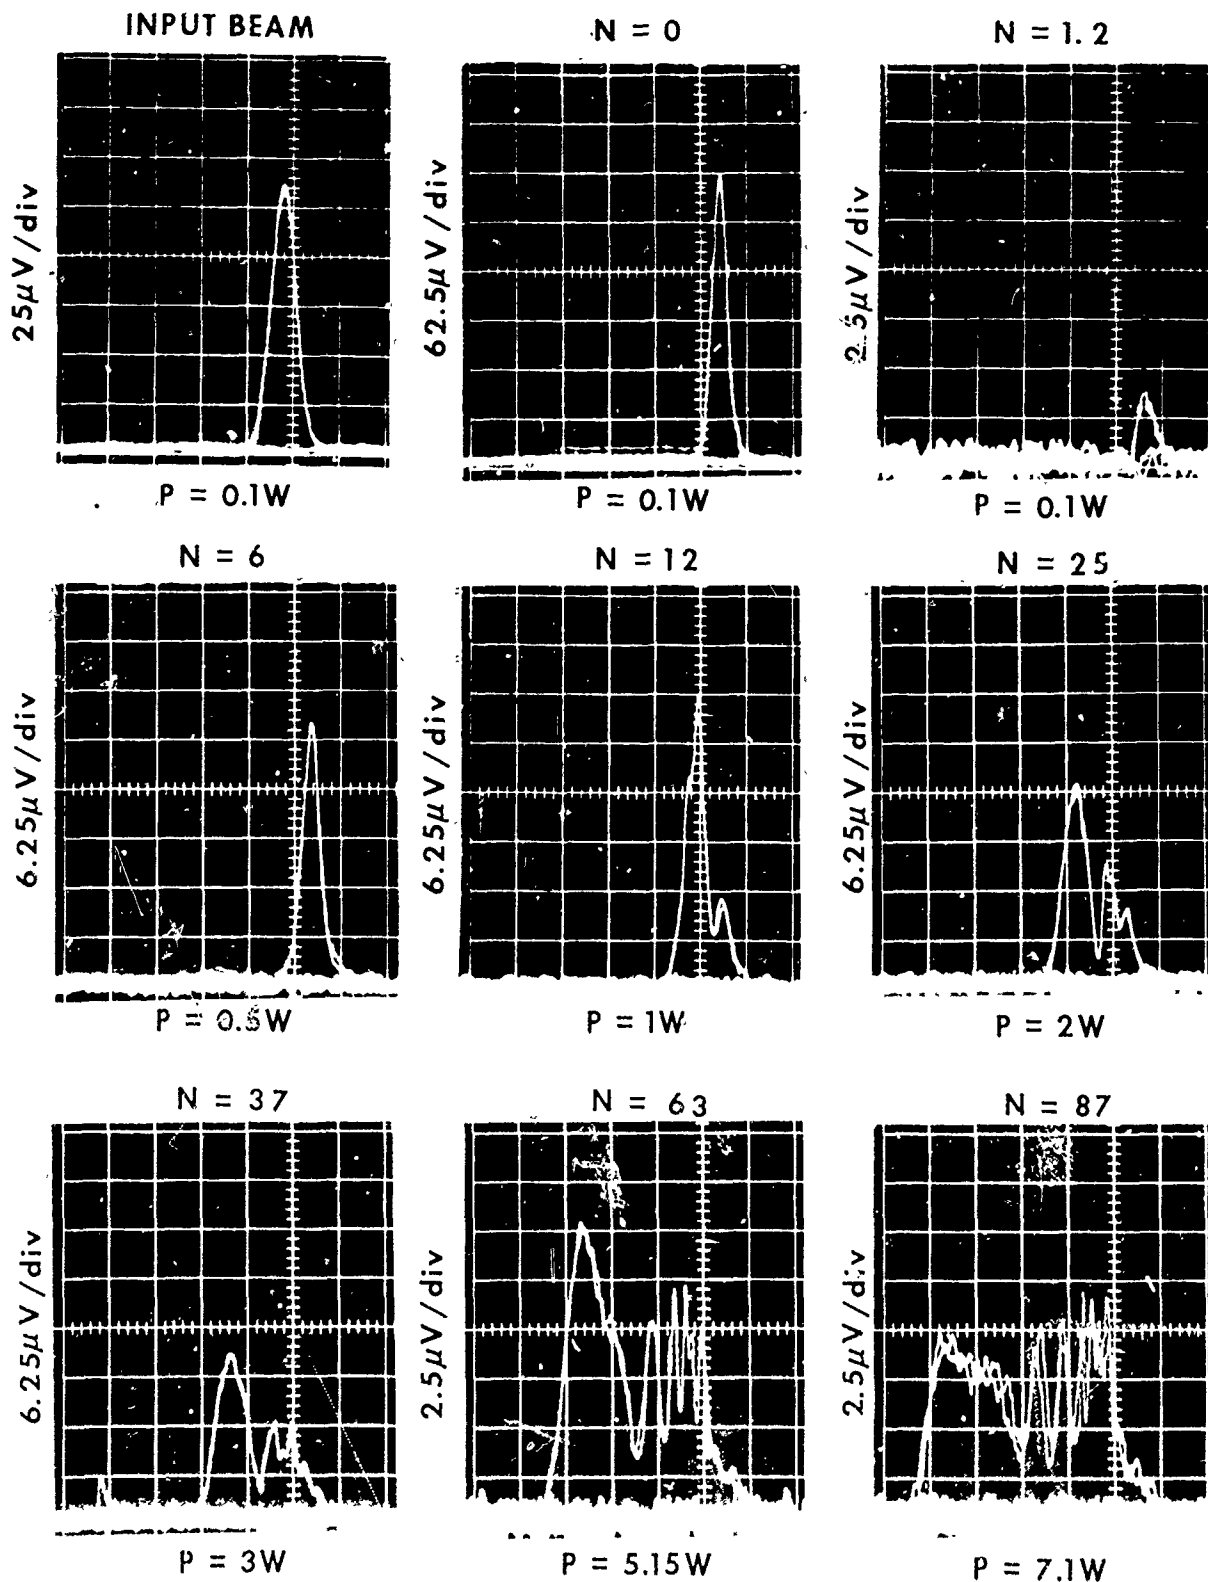 INPUT BEAM
N = 0
N = 1.2
25μV/div
62.5μV/div
2.5μV/div
P = 0.1W
P = 0.1W
P = 0.1W
N = 6
N = 12
N = 25
6.25μV/div
6.25μV/div
6.25μV/div
P = 0.5W
P = 1W
P = 2W
N = 37
N = 63
N = 87
6.25μV/div
2.5μV/div
2.5μV/div
P = 3W
P = 5.15W
P = 7.1W